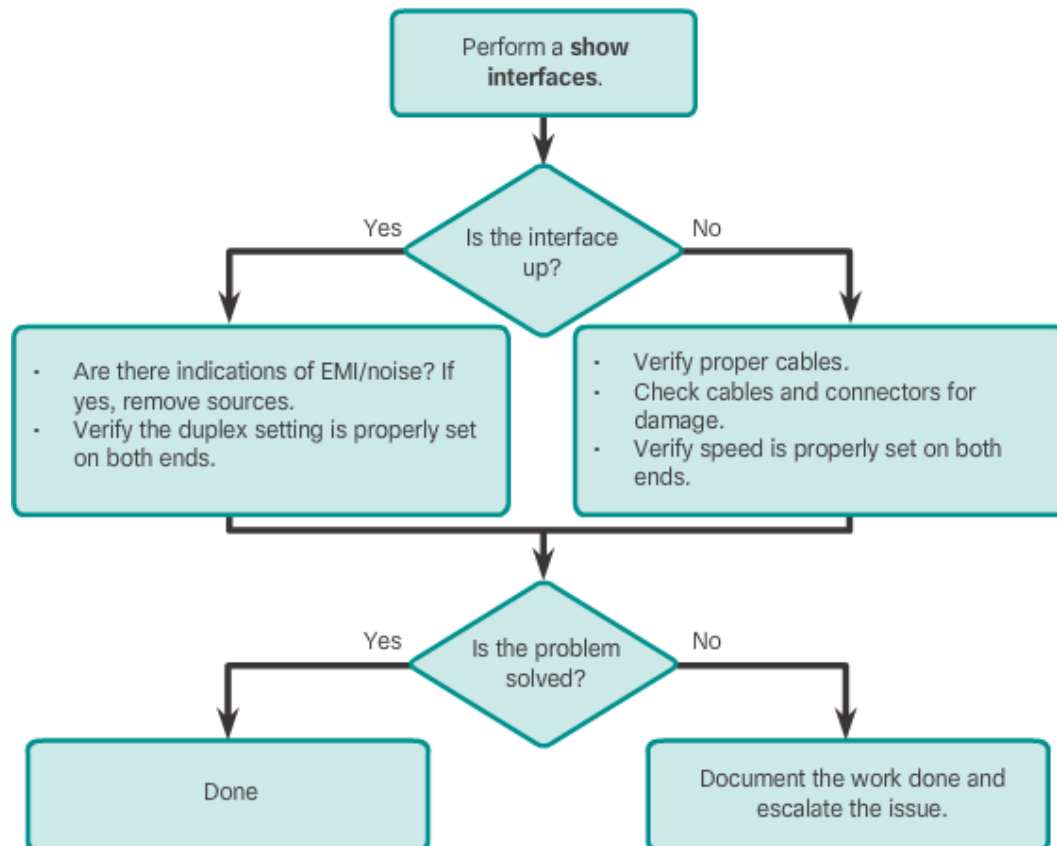 Perform a show
interfaces.
Yes
Is the interface
up?
No
· Are there indications of EMI/noise? If
yes, remove sources.
· Verify the duplex setting is properly set
on both ends.
· Verify proper cables.
· Check cables and connectors for
damage.
· Verify speed is properly set on both
ends.
Yes
Is the problem
solved?
No
Done
Document the work done and
escalate the issue.